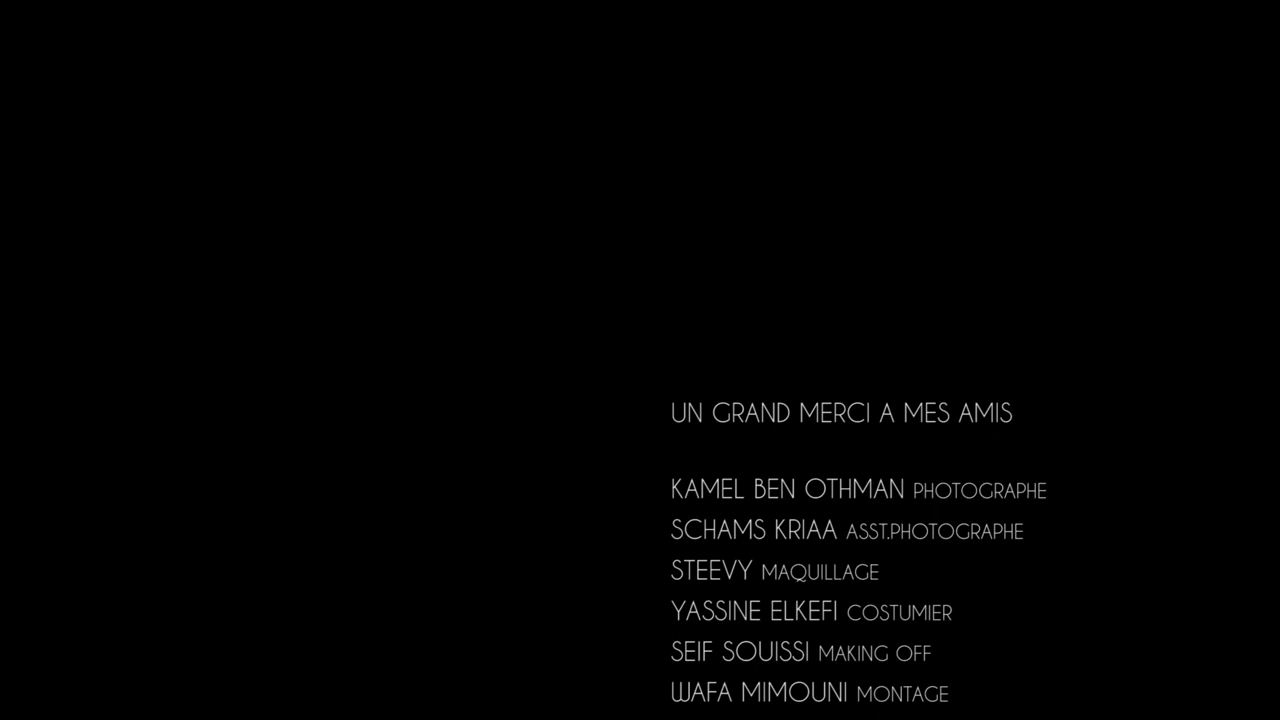 UN GRAND MERCI A MES AMIS
KAMEL BEN OTHMAN PHOTOGRAPHE
SCHAMS KRIAA ASST.PHOTOGRAPHE
STEEVY MAQUILLAGE
YASSINE ELKEFI COSTUMIER
SEIF SOUISSI MAKING OFF
WAFA MIMOUNI MONTAGE